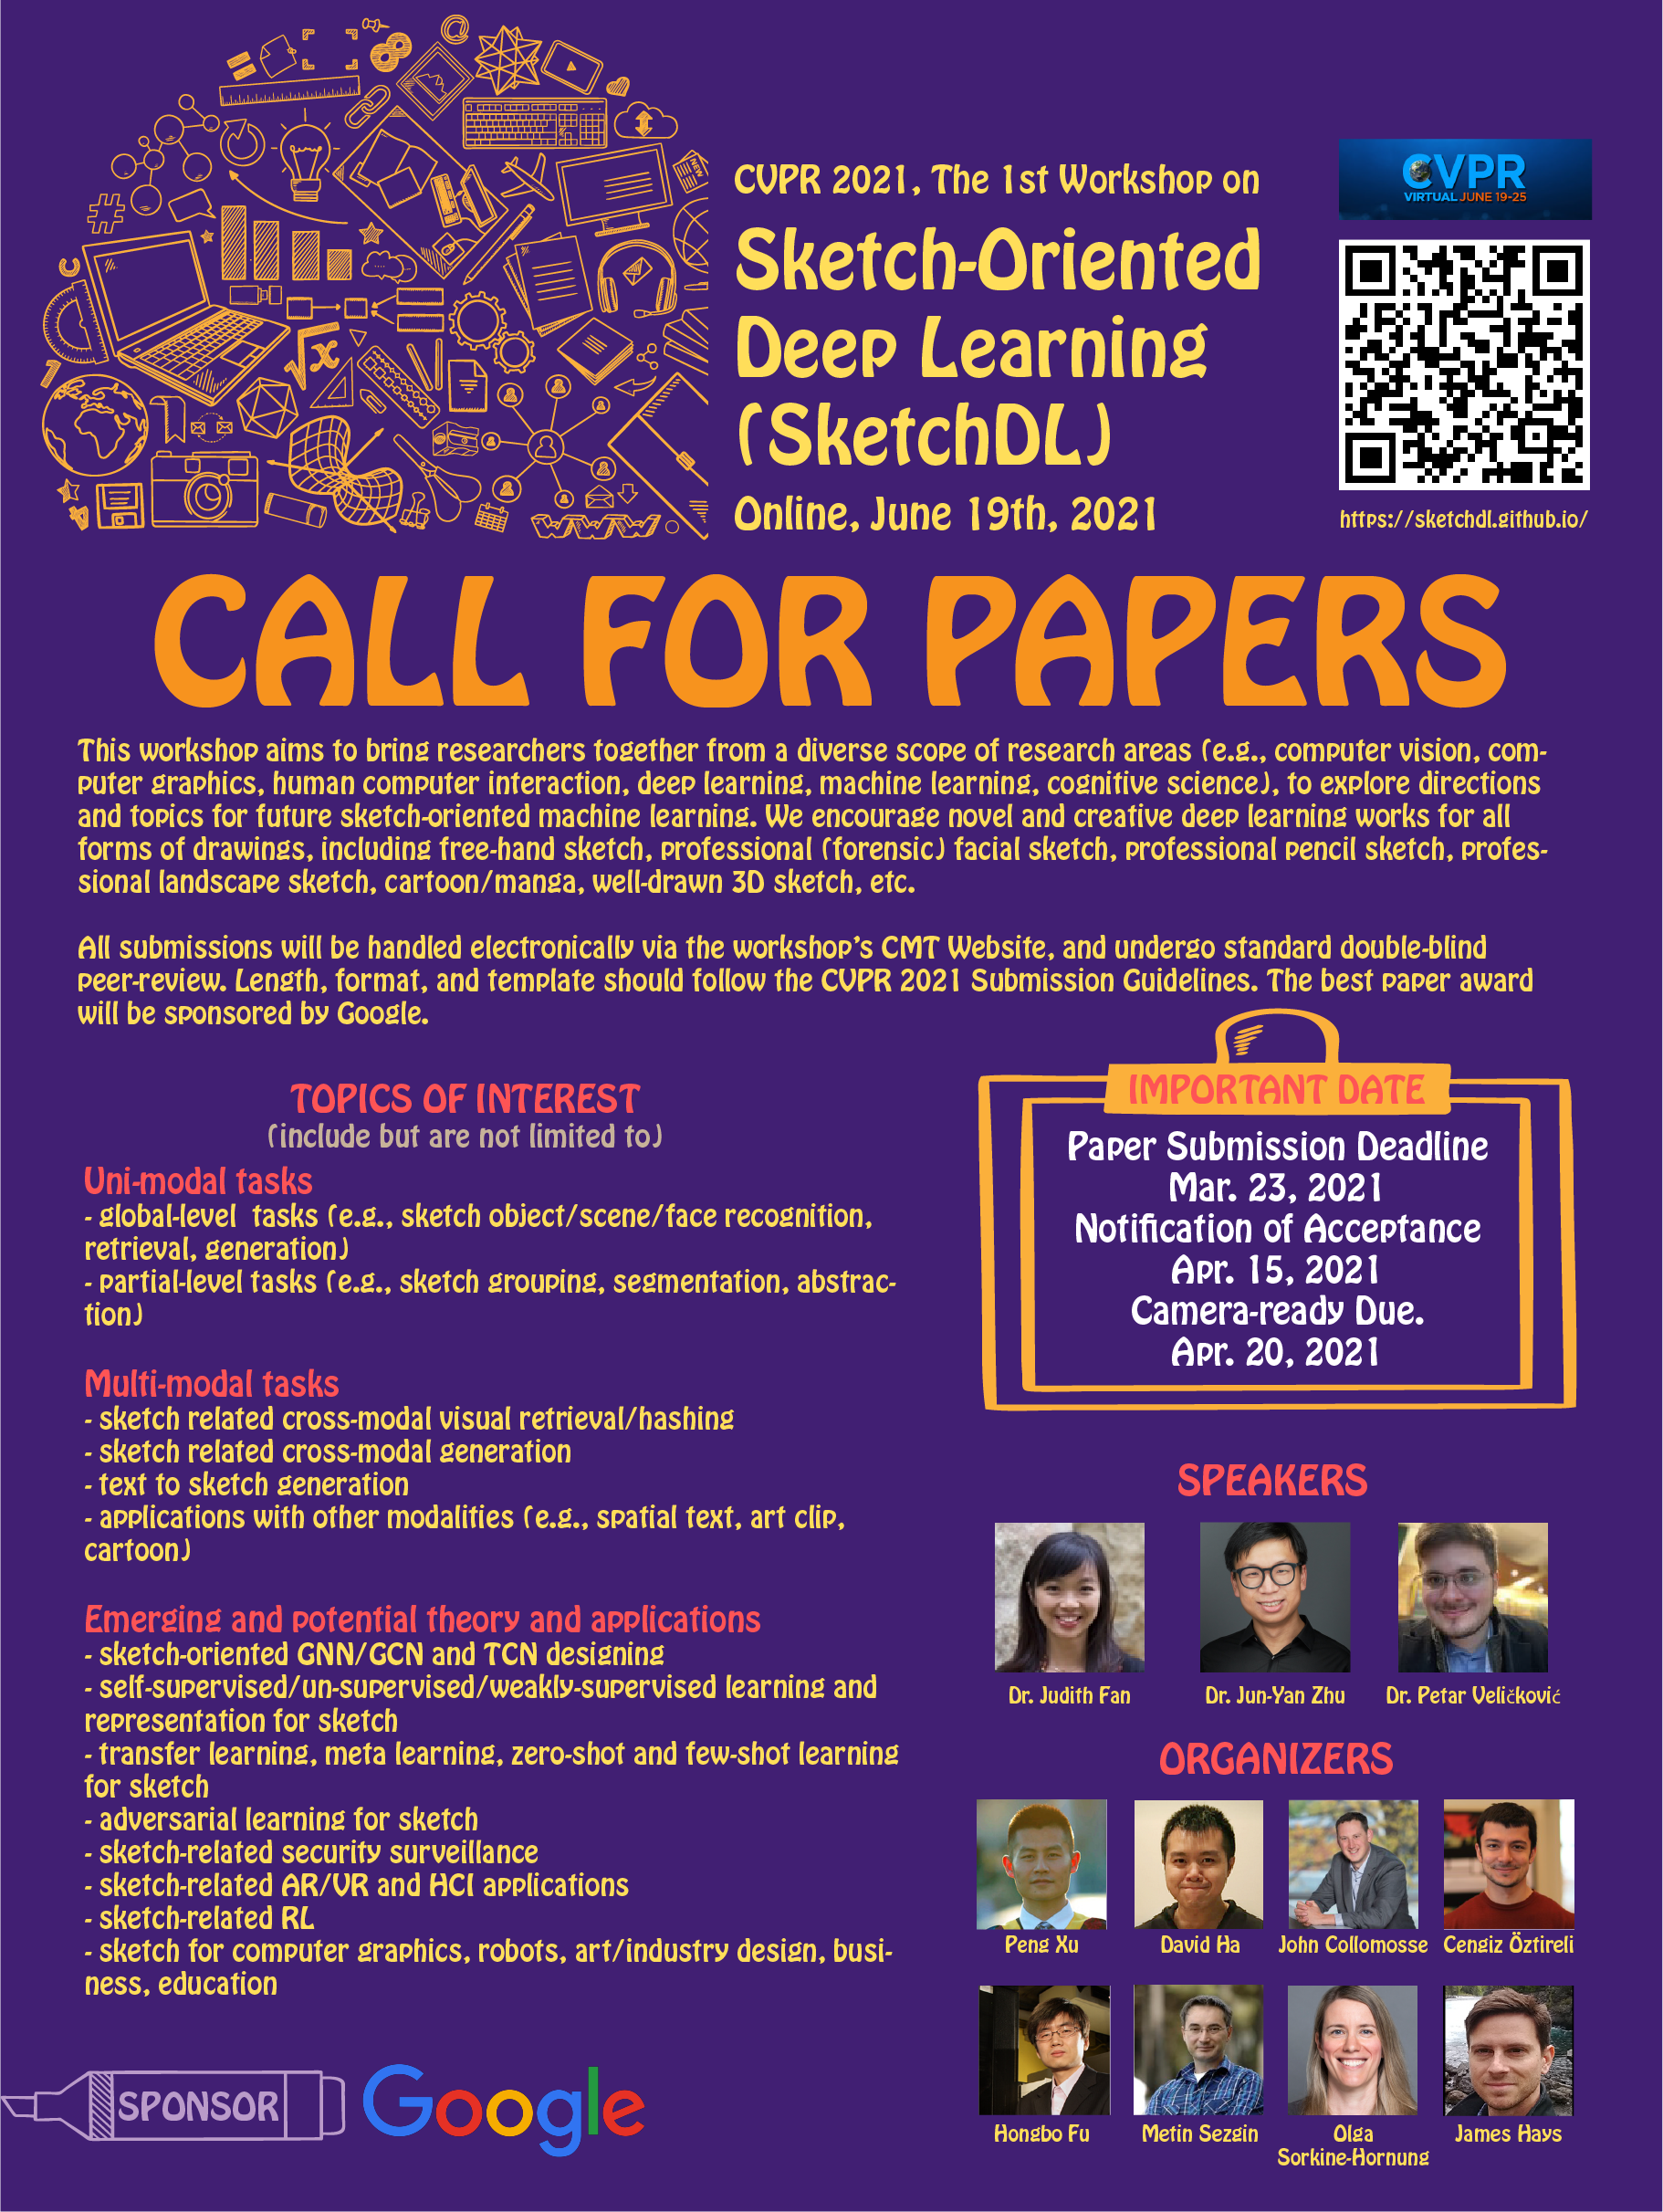 CVPR 2021, The 1st Workshop on
Sketch-Oriented
Deep Learning
(SketchDL)
Online, June 19th, 2021
CVPR
VIRTUAL JUNE 19-25
https://sketchdl.github.io/
NEW
√x
WWW
CALL FOR PAPERS
This workshop aims to bring researchers together from a diverse scope of research areas (e.g., computer vision, com-
puter graphics, human computer interaction, deep learning, machine learning, cognitive science), to explore directions
and topics for future sketch-oriented machine learning. We encourage novel and creative deep learning works for all
forms of drawings, including free-hand sketch, professional (forensic) facial sketch, professional pencil sketch, profes-
sional landscape sketch, cartoon/manga, well-drawn 3D sketch, etc.
All submissions will be handled electronically via the workshop's CMT Website, and undergo standard double-blind
peer-review. Length, format, and template should follow the CVPR 2021 Submission Guidelines. The best paper award
will be sponsored by Google.
TOPICS OF INTEREST
(include but are not limited to)
Uni-modal tasks
- global-level tasks (e.g., sketch object/scene/face recognition,
retrieval, generation)
- partial-level tasks (e.g., sketch grouping, segmentation, abstrac-
tion)
Multi-modal tasks
- sketch related cross-modal visual retrieval/hashing
- sketch related cross-modal generation
- text to sketch generation
- applications with other modalities (e.g., spatial text, art clip,
cartoon)
Emerging and potential theory and applications
- sketch-oriented GNN/GCN and TCN designing
- self-supervised/un-supervised/weakly-supervised learning and
representation for sketch
- transfer learning, meta learning, zero-shot and few-shot learning
for sketch
- adversarial learning for sketch
- sketch-related security surveillance
- sketch-related AR/VR and HCI applications
- sketch-related RL
- sketch for computer graphics, robots, art/industry design, busi-
ness, education
IMPORTANT DATE
Paper Submission Deadline
Mar. 23, 2021
Notification of Acceptance
Apr. 15, 2021
Camera-ready Due.
Apr. 20, 2021
SPEAKERS
Dr. Judith Fan
Dr. Jun-Yan Zhu
Dr. Petar Veličković
ORGANIZERS
Peng Xu
David Ha
John Collomosse
Cengiz Öztireli
Hongbo Fu
Metin Sezgin
Olga
Sorkine-Hornung
James Hays
SPONSOR
Google